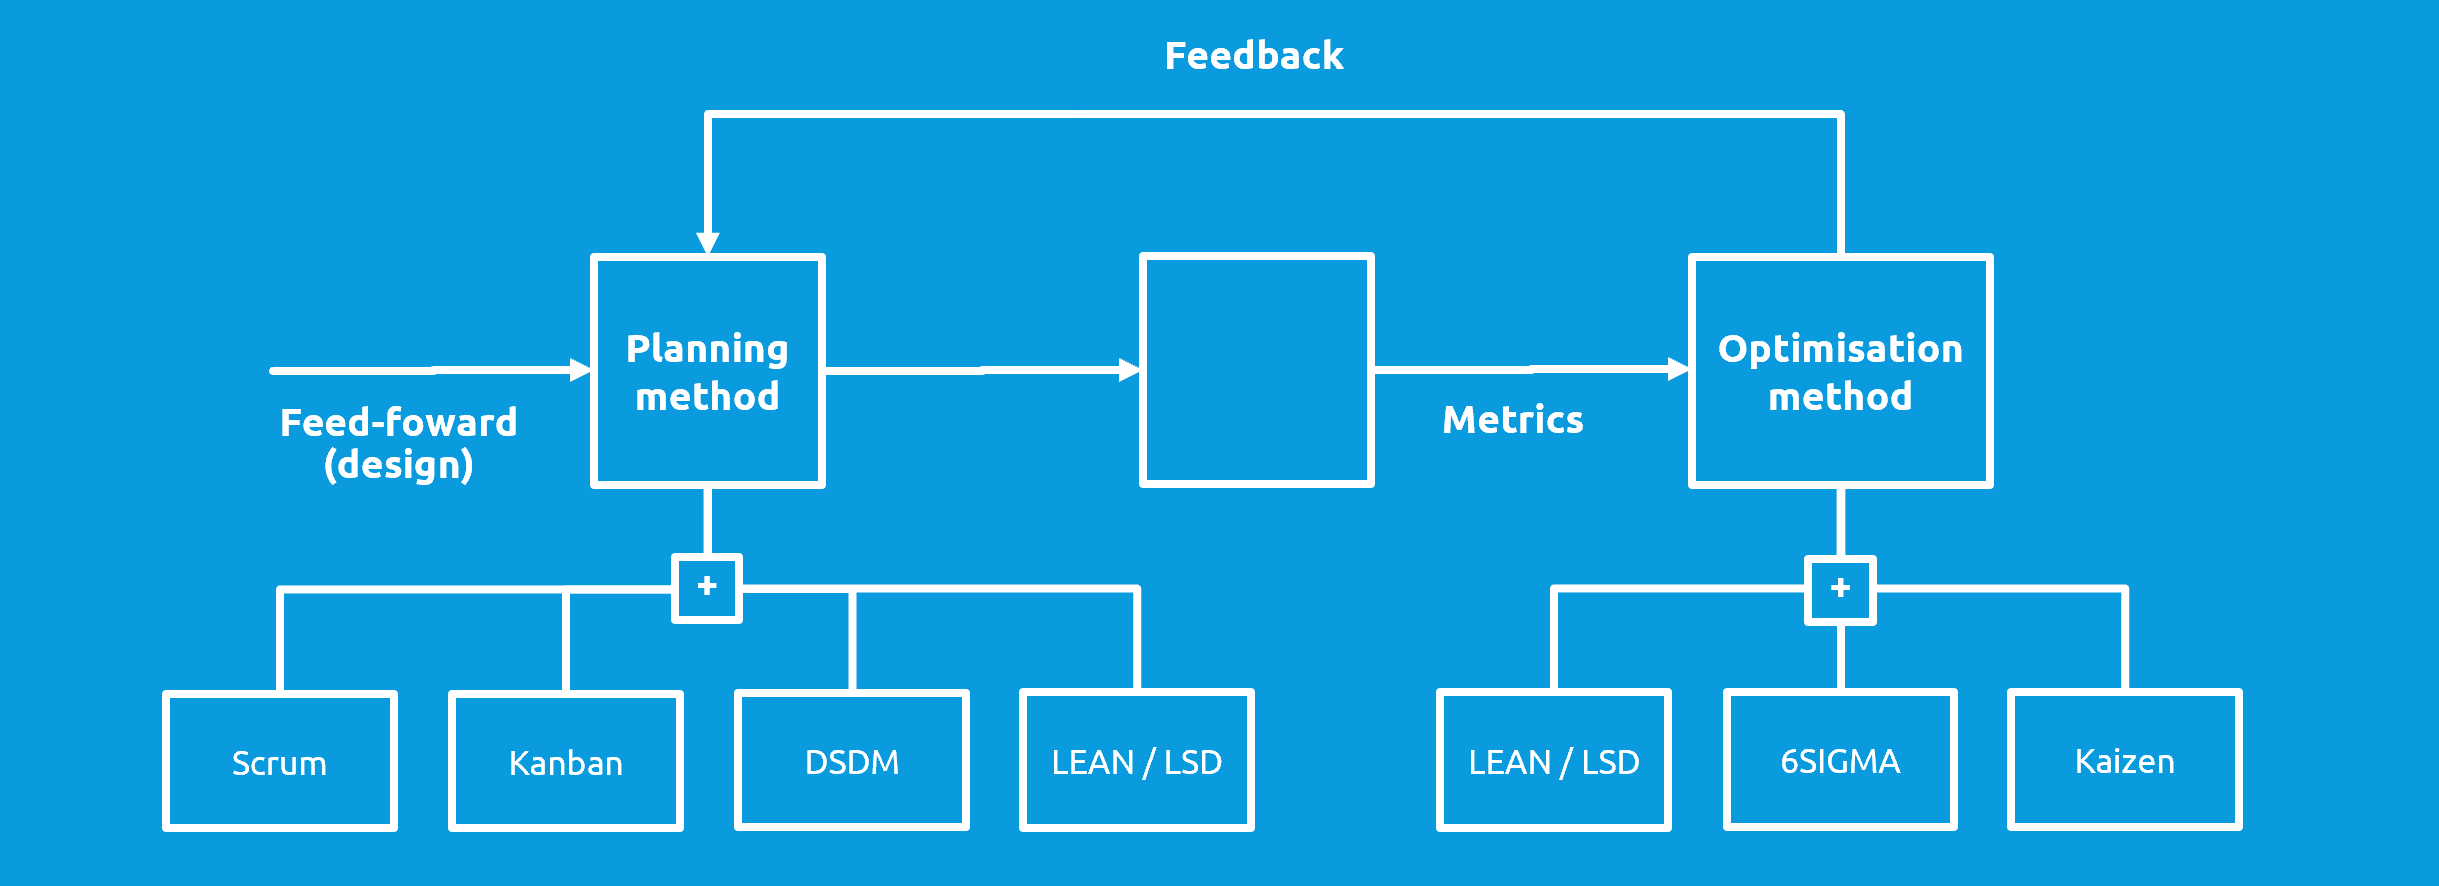 Feedback
Planning
method
Optimisation
method
Feed-foward
(design)
Metrics
+
+
Scrum
Kanban
DSDM
LEAN / LSD
LEAN / LSD
6SIGMA
Kaizen